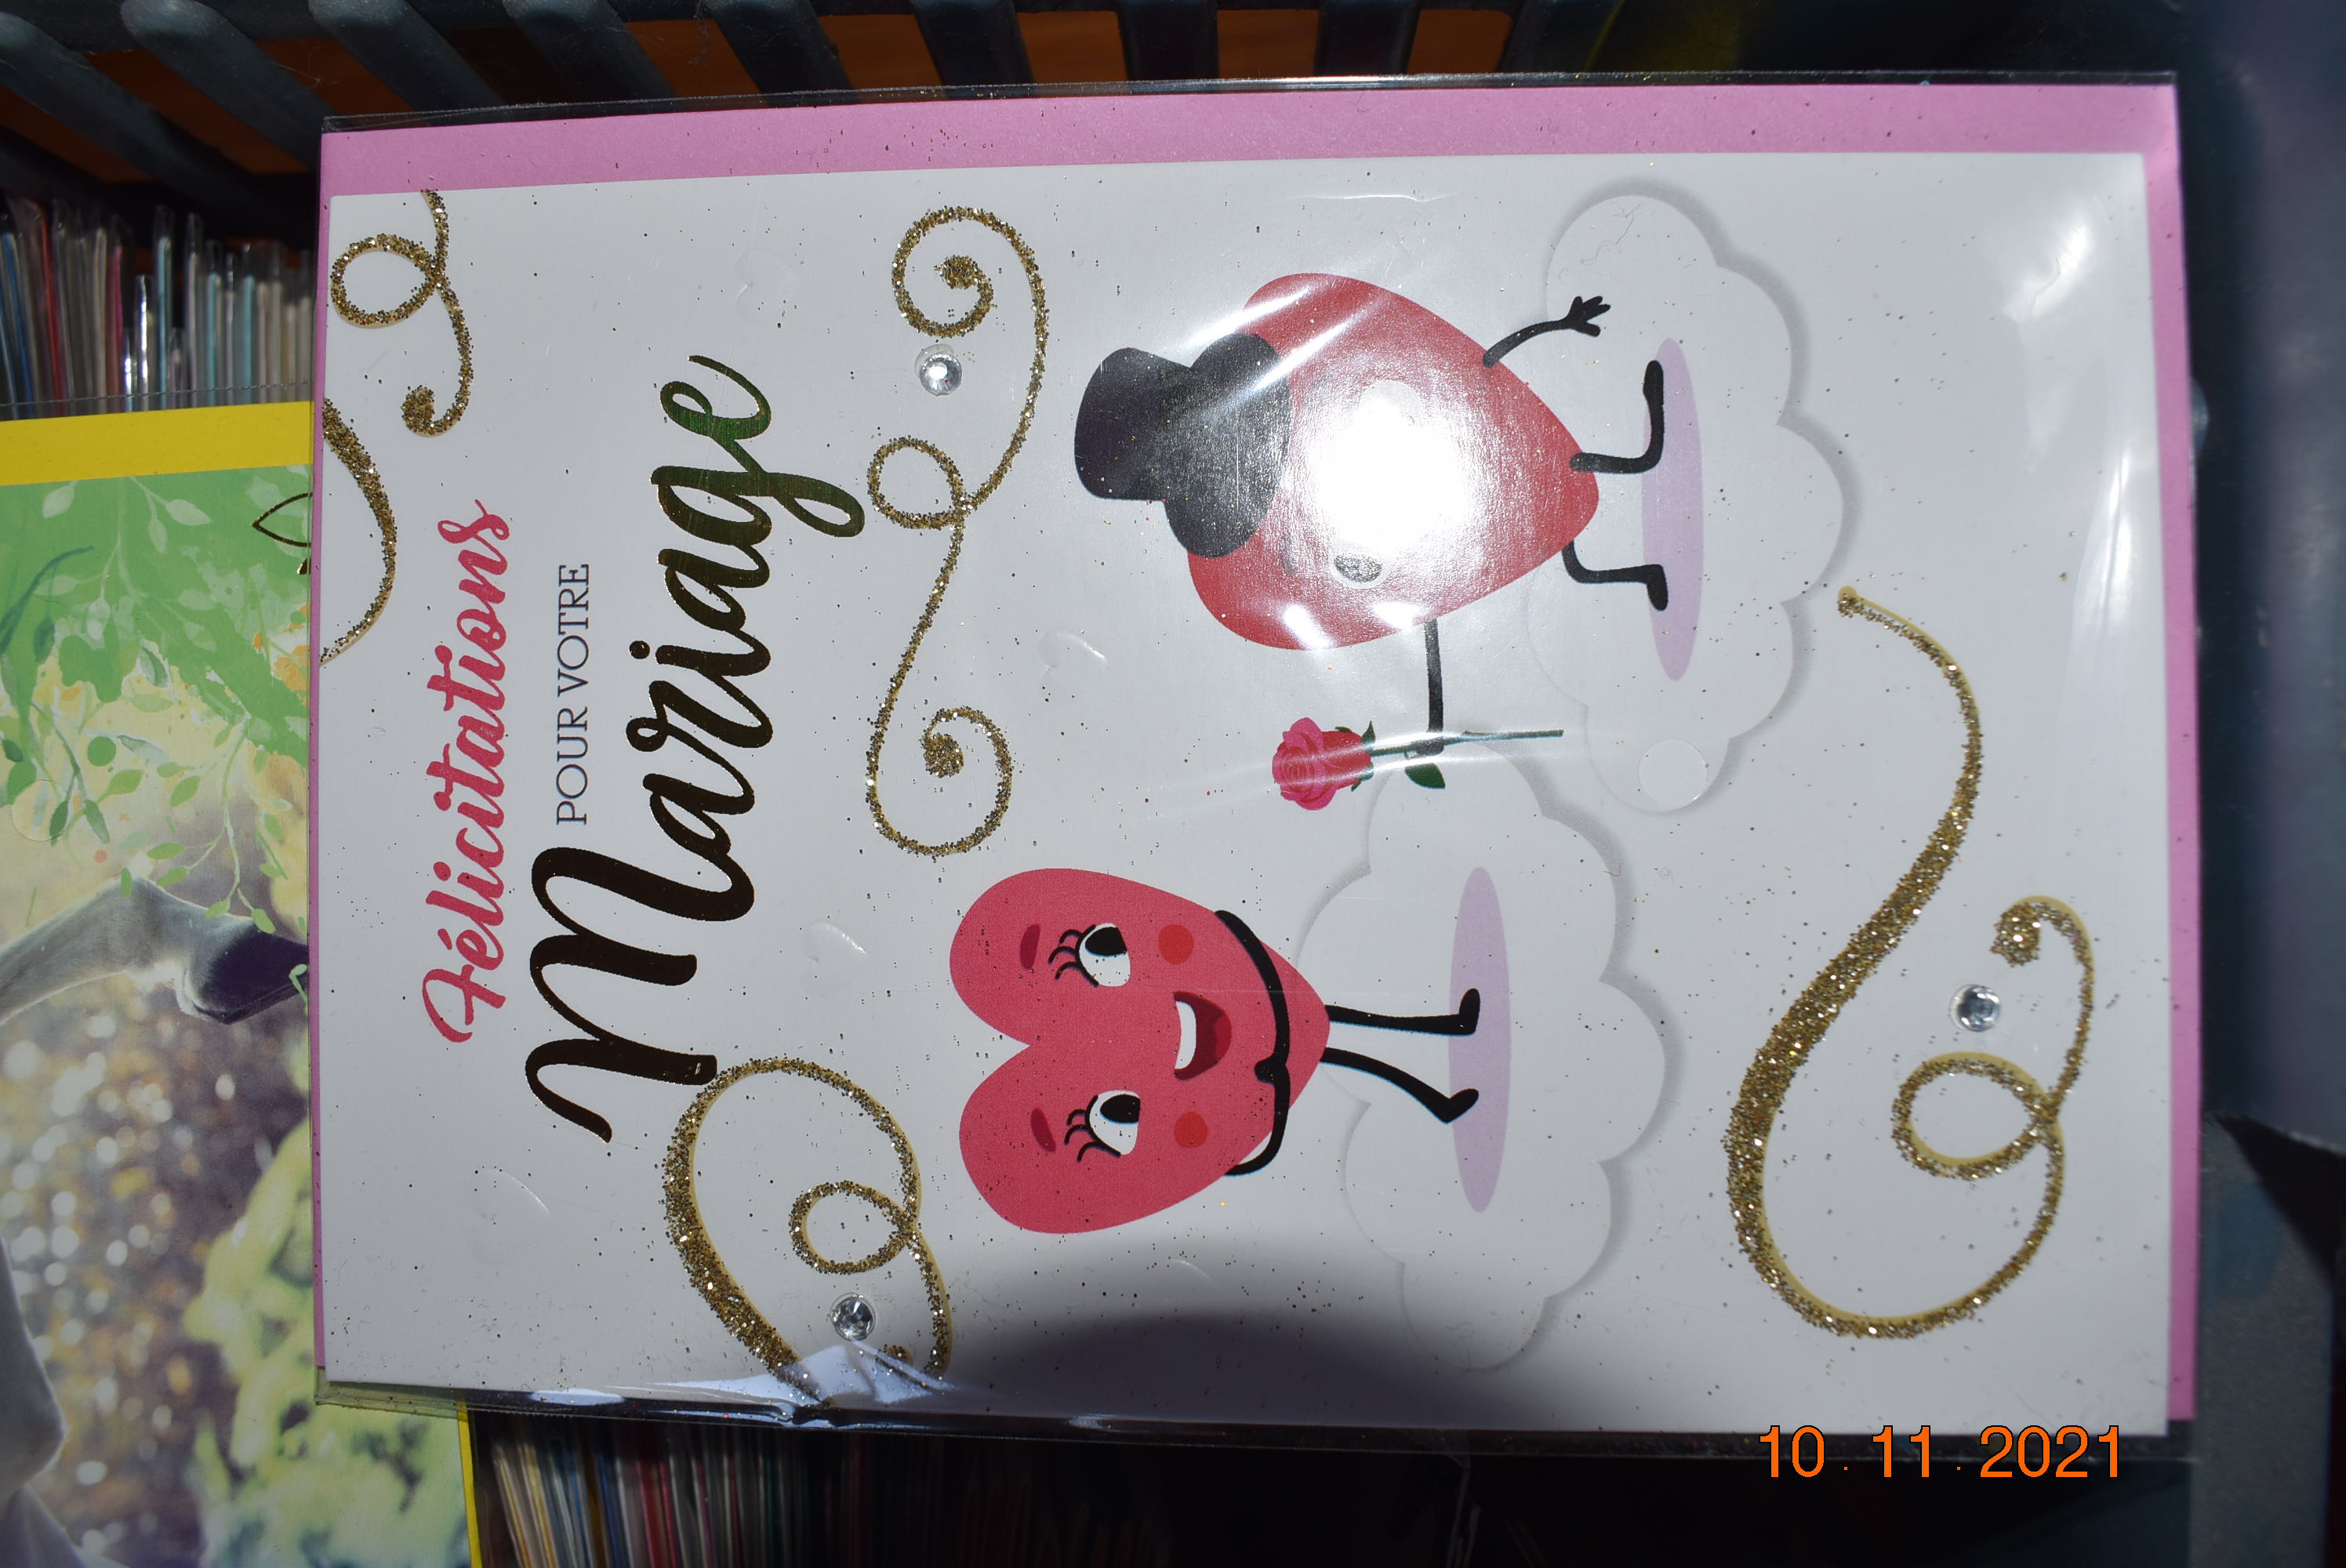 Félicitations
POUR VOTRE
Mariage
10.11.2021